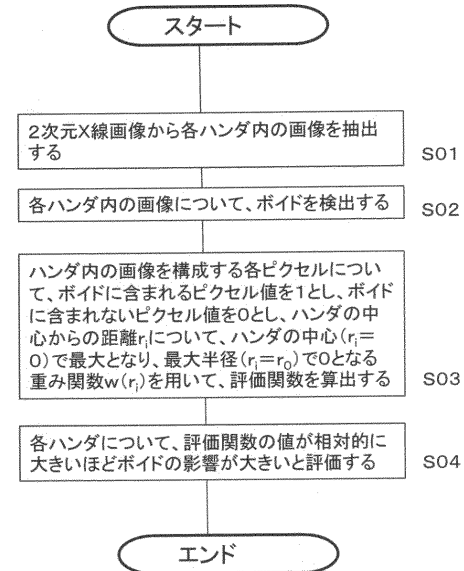 スタート
2次元X線画像から各ハンダ内の画像を抽出
する
S01
各ハンダ内の画像について、ボイドを検出する
S02
ハンダ内の画像を構成する各ピクセルについ
て、ボイドに含まれるピクセル値を1とし、ボイド
に含まれないピクセル値を0とし、ハンダの中
心からの距離riについて、ハンダの中心(ri=
0)で最大となり、最大半径(ri=r0)で0となる
重み関数w(ri)を用いて、評価関数を算出する
S03
各ハンダについて、評価関数の値が相対的に
大きいほどボイドの影響が大きいと評価する
S04
エンド